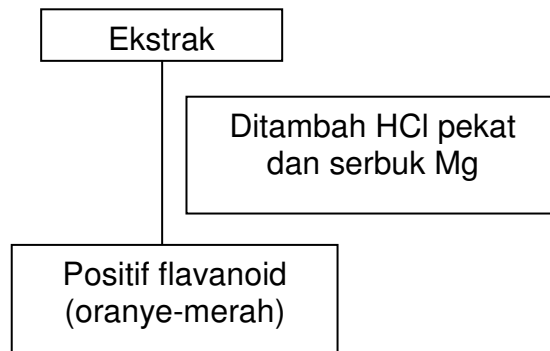 Ekstrak
Ditambah HCl pekat
dan serbuk Mg
Positif flavanoid
(oranye-merah)